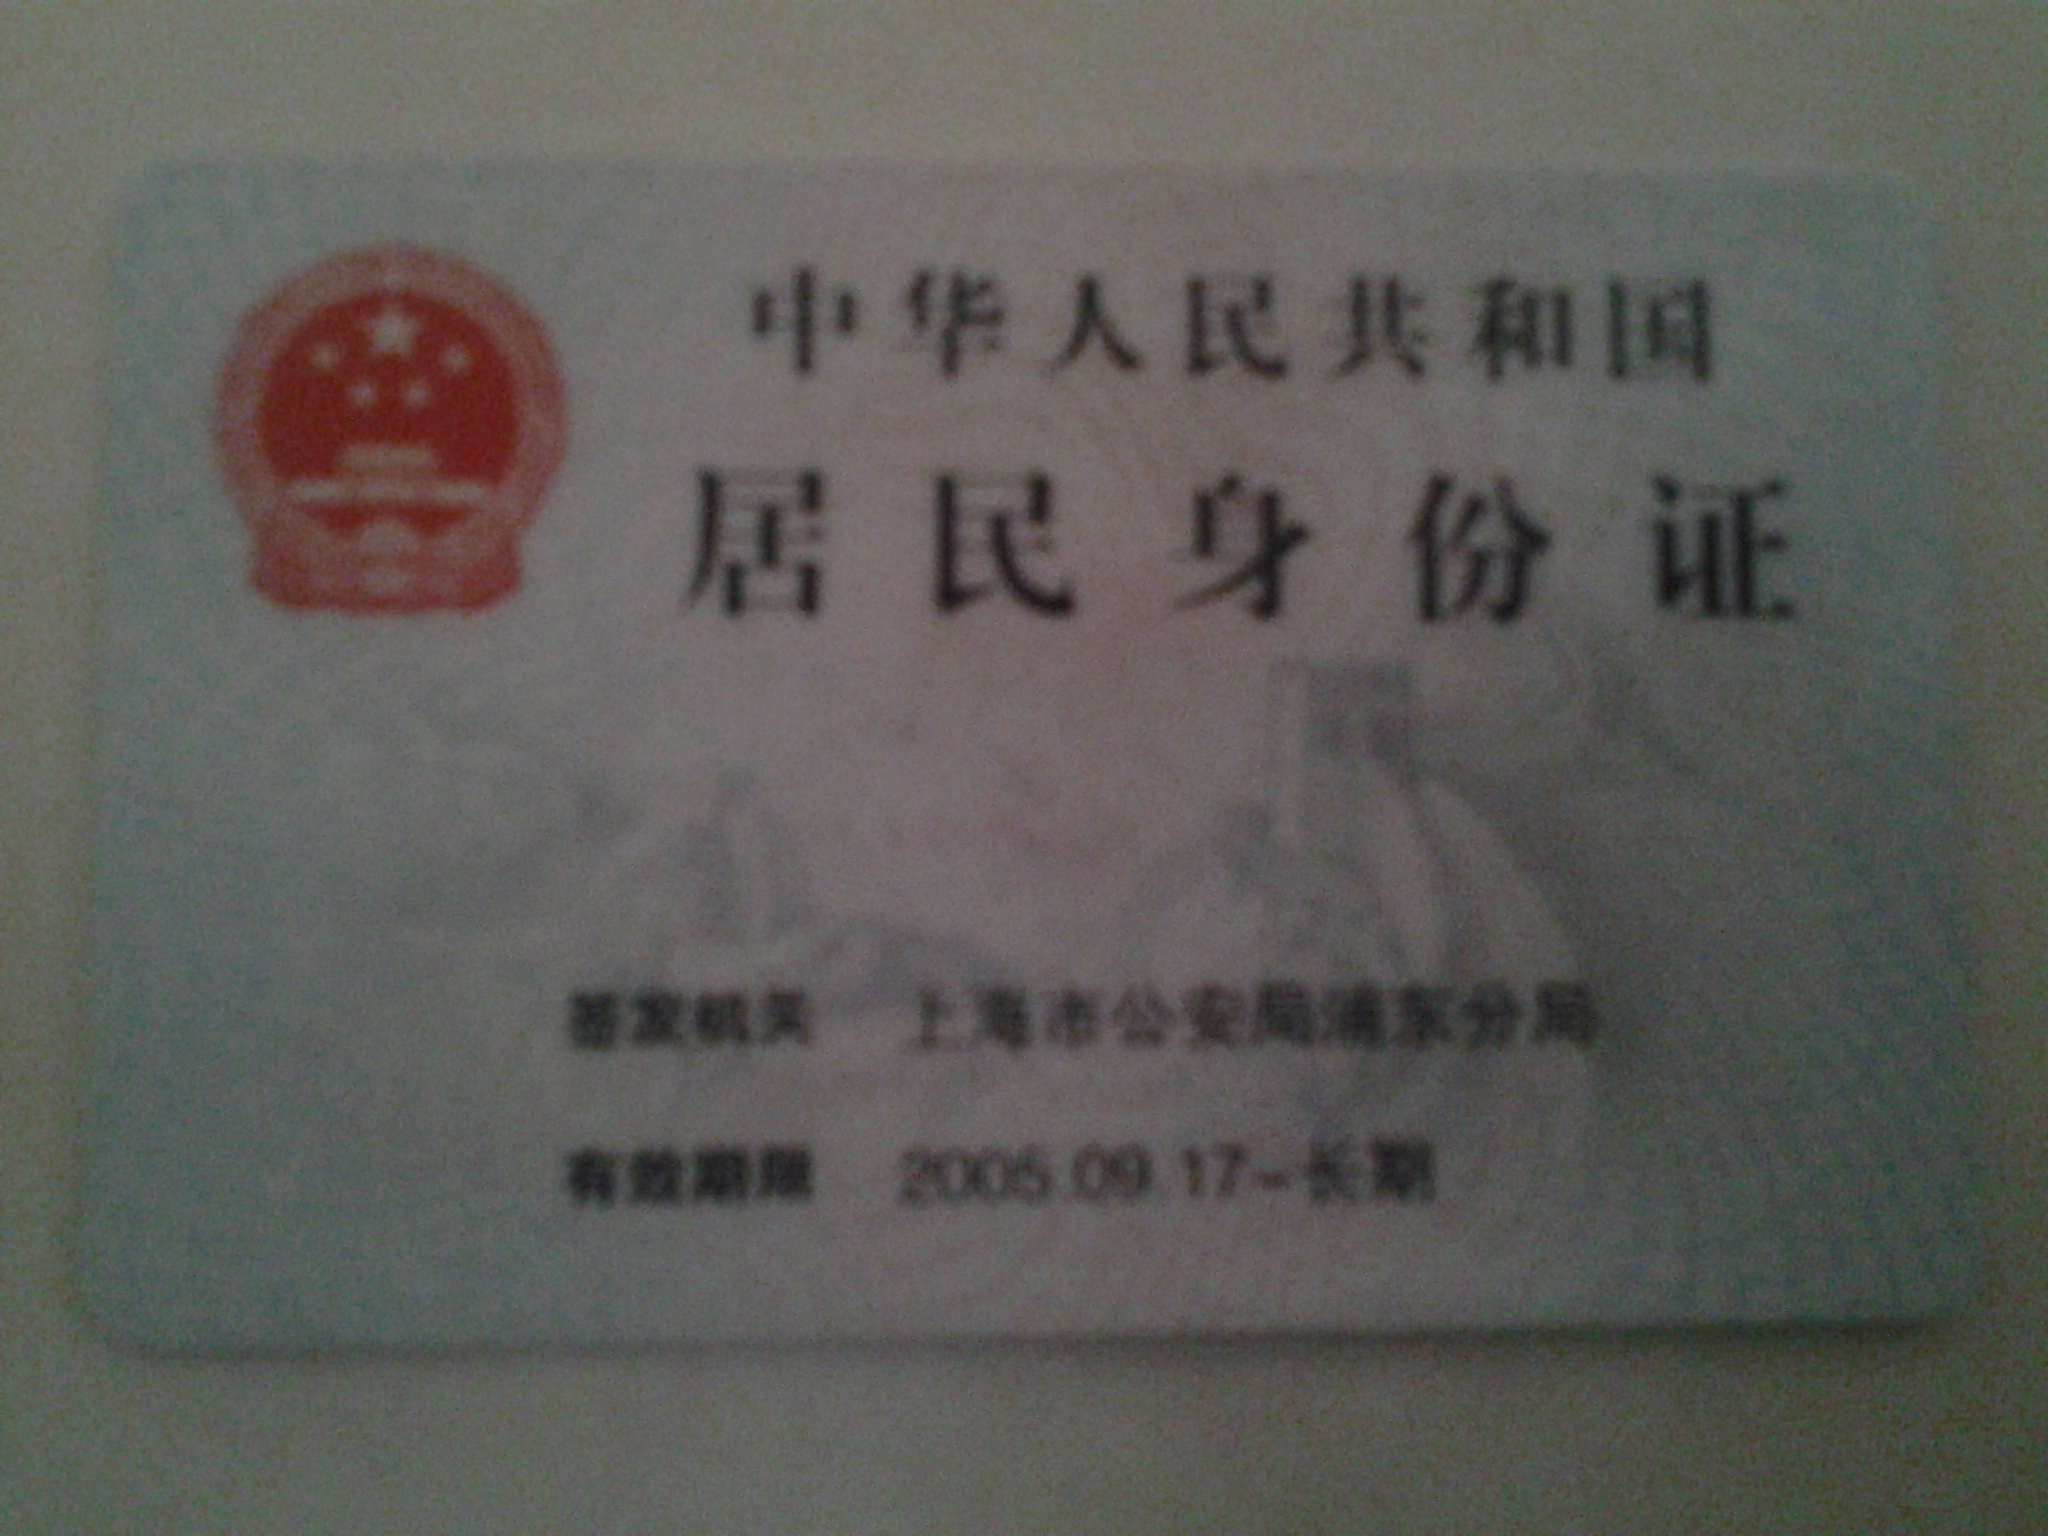 中华人民共和国
居民身份证
签发机关 上海市公安局浦东分局
有效期限 2005.09.17-长期